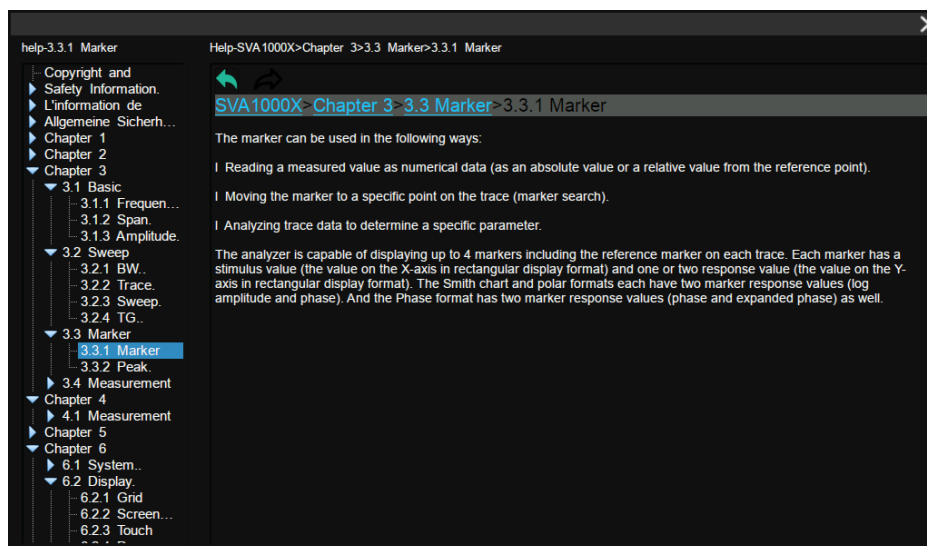 help-3.3.1 Marker
Help-SVA1000X>Chapter 3>3.3 Marker>3.3.1 Marker
Copyright and
Safety Information.
L'information de
Allgemeine Sicherh...
Chapter 1
Chapter 2
Chapter 3
3.1 Basic
3.1.1 Frequen...
3.1.2 Span.
3.1.3 Amplitude.
3.2 Sweep
3.2.1 BW..
3.2.2 Trace.
3.2.3 Sweep.
3.2.4 TG..
3.3 Marker
3.3.1 Marker
3.3.2 Peak.
3.4 Measurement
Chapter 4
4.1 Measurement
Chapter 5
Chapter 6
6.1 System..
6.2 Display.
6.2.1 Grid
6.2.2 Screen...
6.2.3 Touch
SVA1000X>Chapter 3>3.3 Marker>3.3.1 Marker
The marker can be used in the following ways:
l Reading a measured value as numerical data (as an absolute value or a relative value from the reference point).
l Moving the marker to a specific point on the trace (marker search).
l Analyzing trace data to determine a specific parameter.
The analyzer is capable of displaying up to 4 markers including the reference marker on each trace. Each marker has a
stimulus value (the value on the X-axis in rectangular display format) and one or two response value (the value on the Y-
axis in rectangular display format). The Smith chart and polar formats each have two marker response values (log
amplitude and phase). And the Phase format has two marker response values (phase and expanded phase) as well.